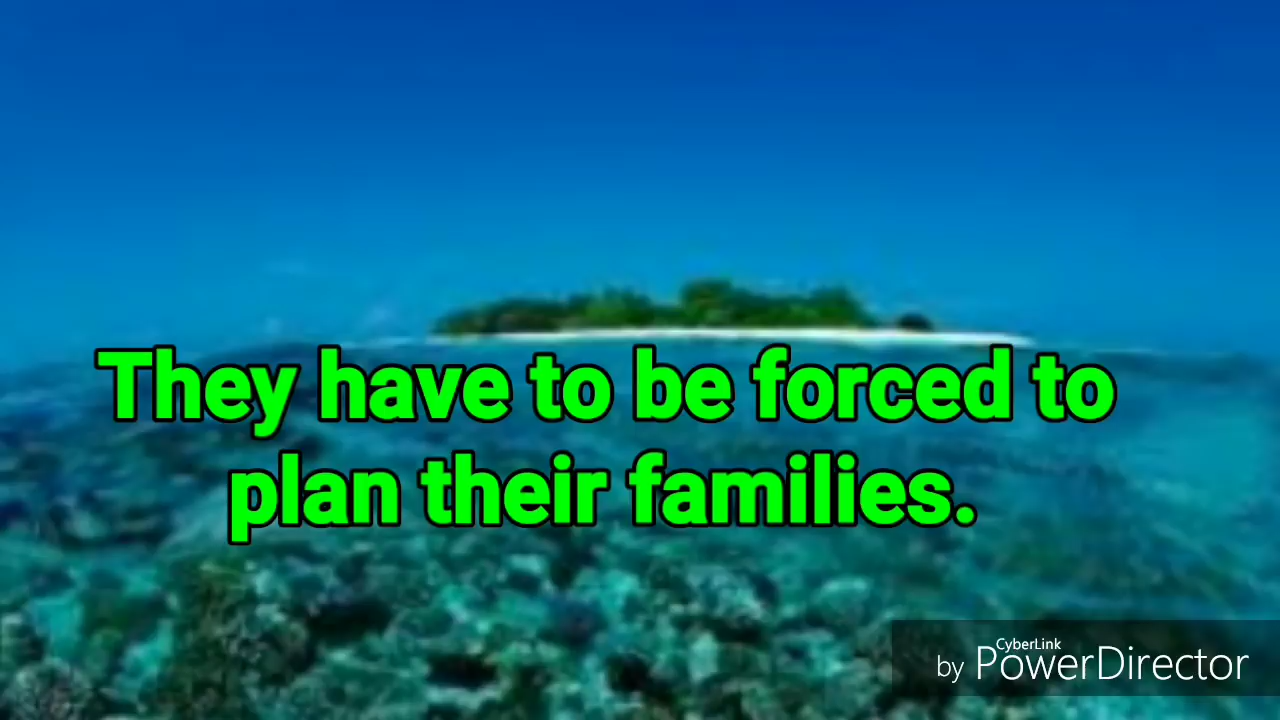 They have to be forced to
plan their families.
CyberLink
by PowerDirector